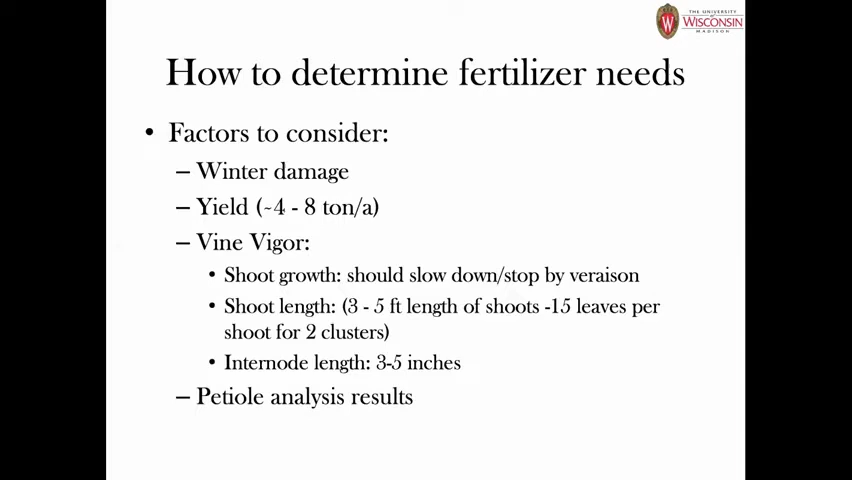 THE UNIVERSITY
of
WISCONSIN
MADISON
How to determine fertilizer needs
• Factors to consider:
– Winter damage
– Yield (~4 - 8 ton/a)
– Vine Vigor:
• Shoot growth: should slow down/stop by veraison
• Shoot length: (3 - 5 ft length of shoots -15 leaves per
shoot for 2 clusters)
• Internode length: 3-5 inches
– Petiole analysis results